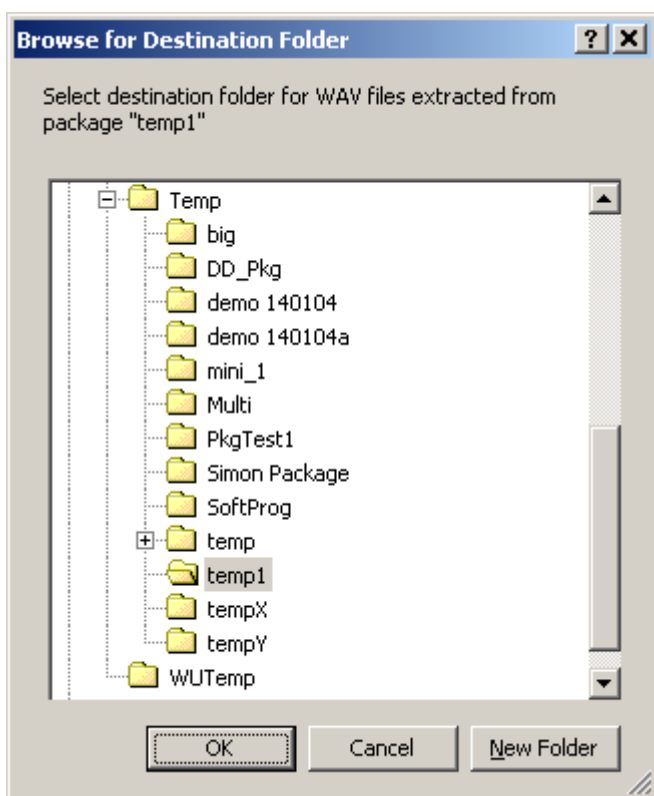 Browse for Destination Folder
Select destination folder for WAV files extracted from
package "temp1"
Temp
big
DD_Pkg
demo 140104
demo 140104a
mini_1
Multi
PkgTest1
Simon Package
SoftProg
temp
temp1
tempX
tempY
WUTemp
OK Cancel New Folder